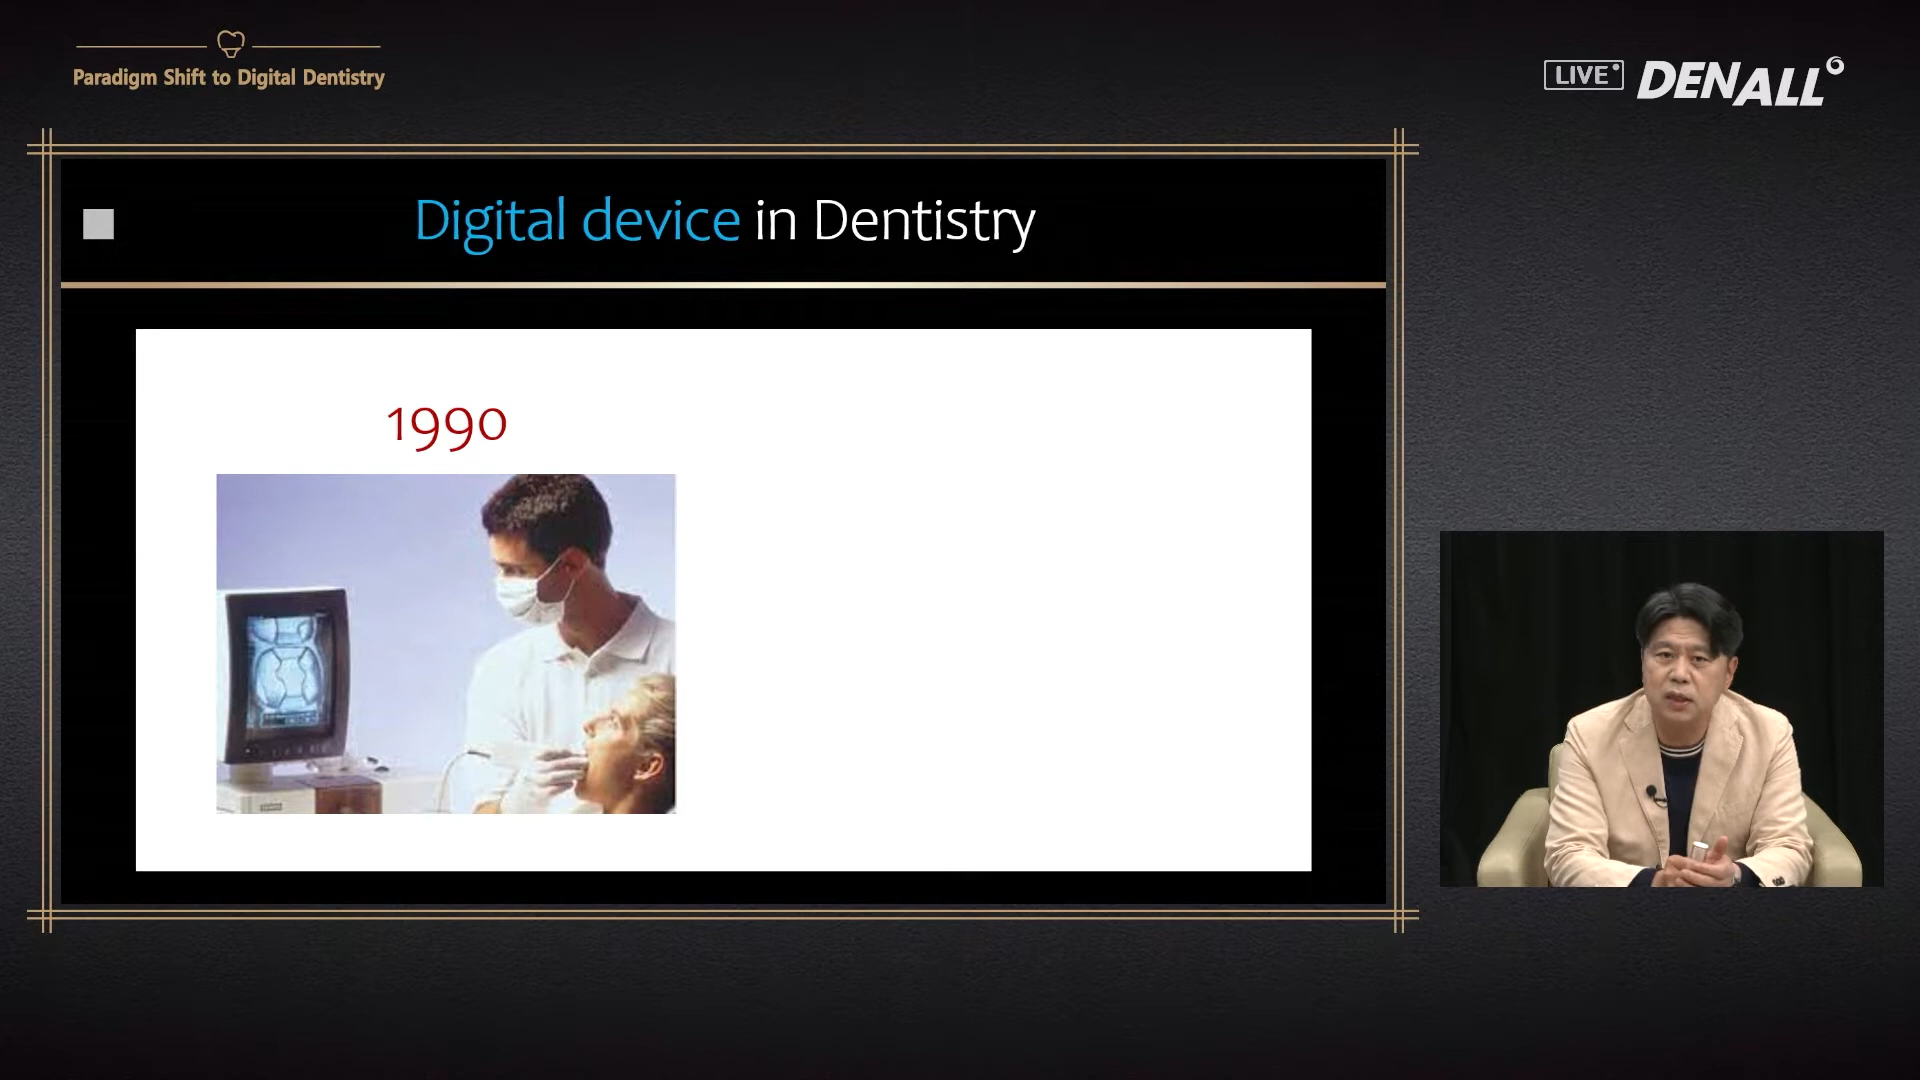 Paradigm Shift to Digital Dentistry
LIVE DENALL
Digital device in Dentistry
1990